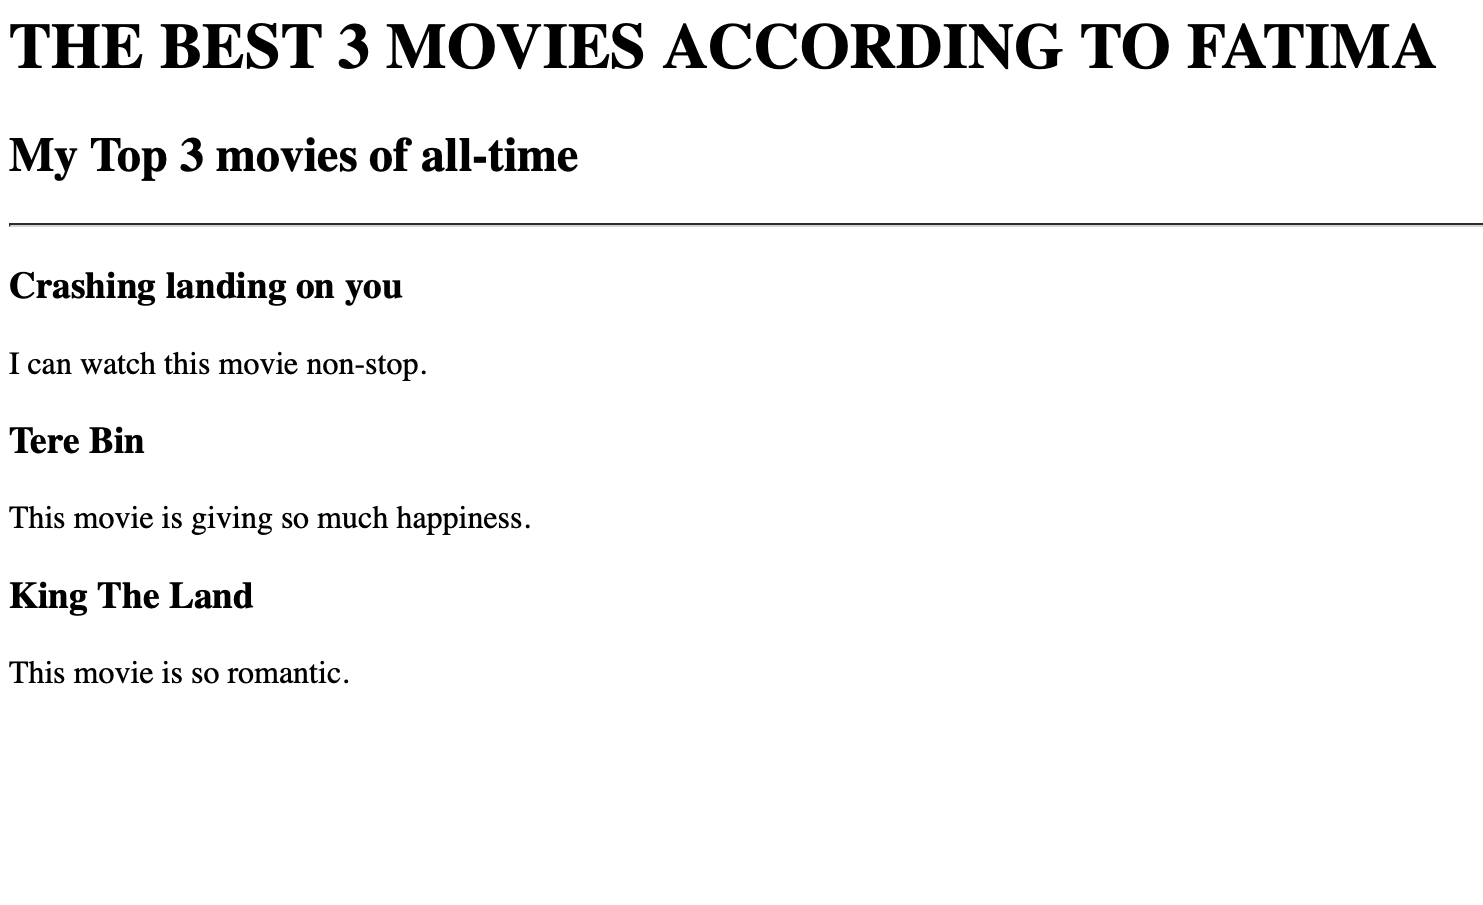 THE BEST 3 MOVIES ACCORDING TO FATIMA
My Top 3 movies of all-time
Crashing landing on you
I can watch this movie non-stop.
Tere Bin
This movie is giving so much happiness.
King The Land
This movie is so romantic.